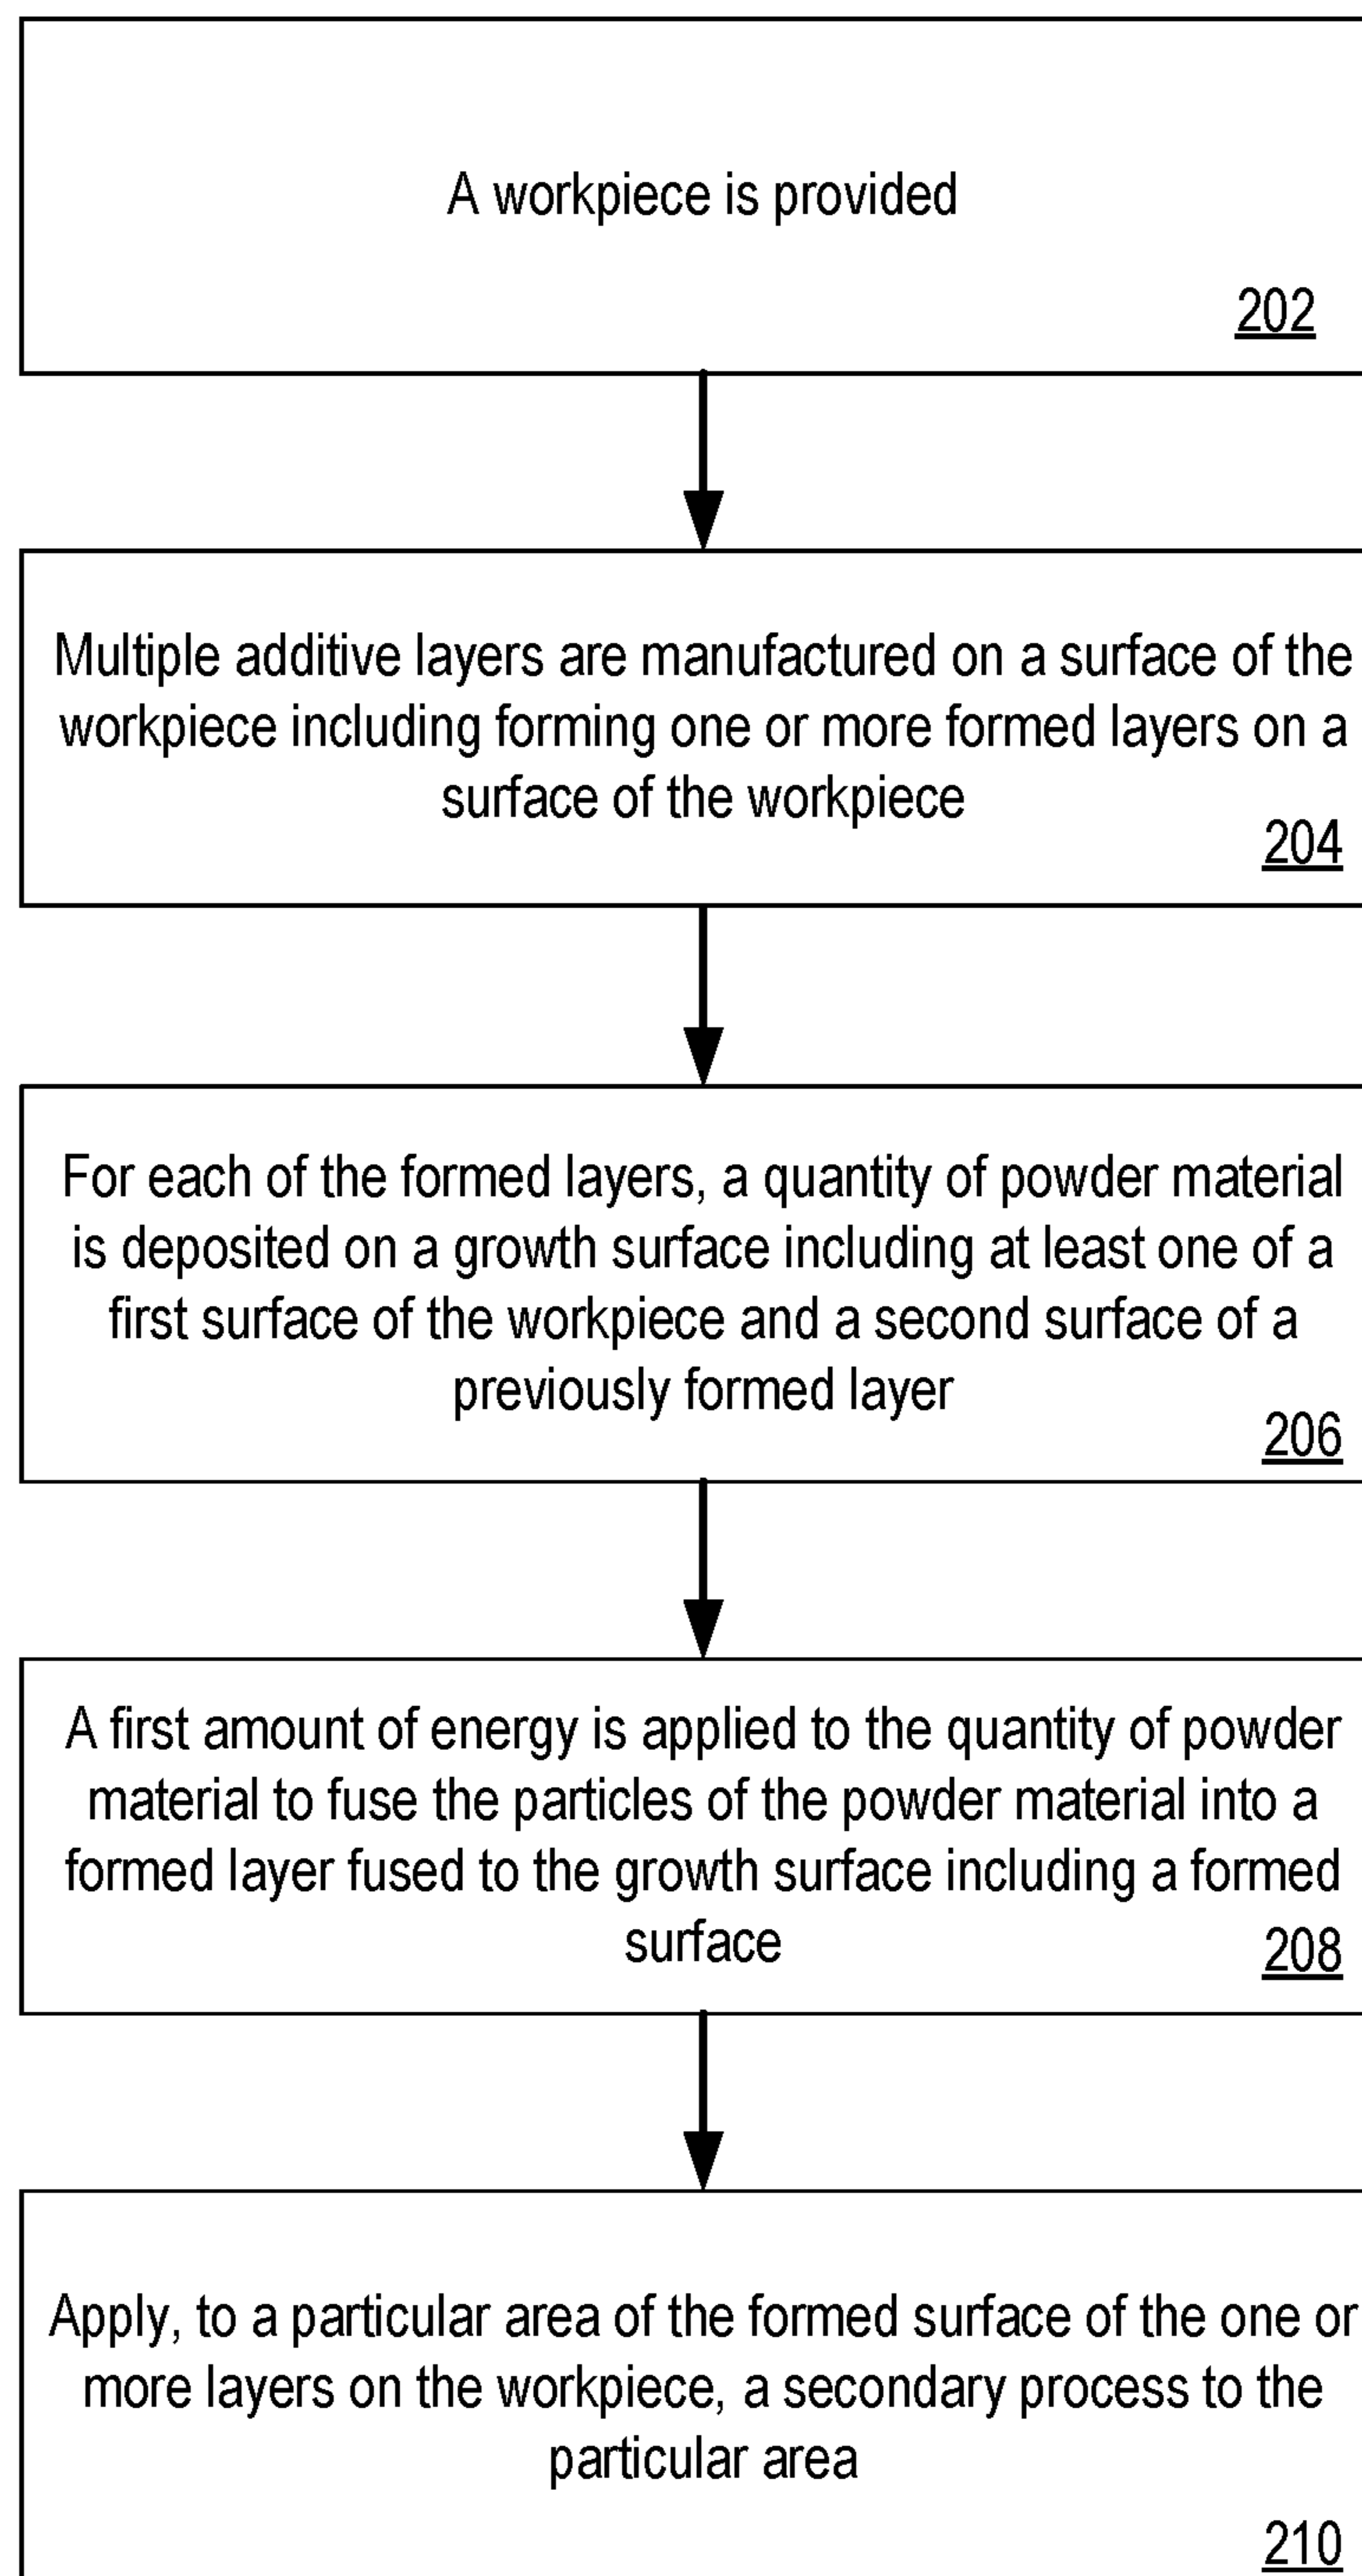 A workpiece is provided
202
Multiple additive layers are manufactured on a surface of the
workpiece including forming one or more formed layers on a
surface of the workpiece
204
For each of the formed layers, a quantity of powder material
is deposited on a growth surface including at least one of a
first surface of the workpiece and a second surface of a
previously formed layer
206
A first amount of energy is applied to the quantity of powder
material to fuse the particles of the powder material into a
formed layer fused to the growth surface including a formed
surface
208
Apply, to a particular area of the formed surface of the one or
more layers on the workpiece, a secondary process to the
particular area
210